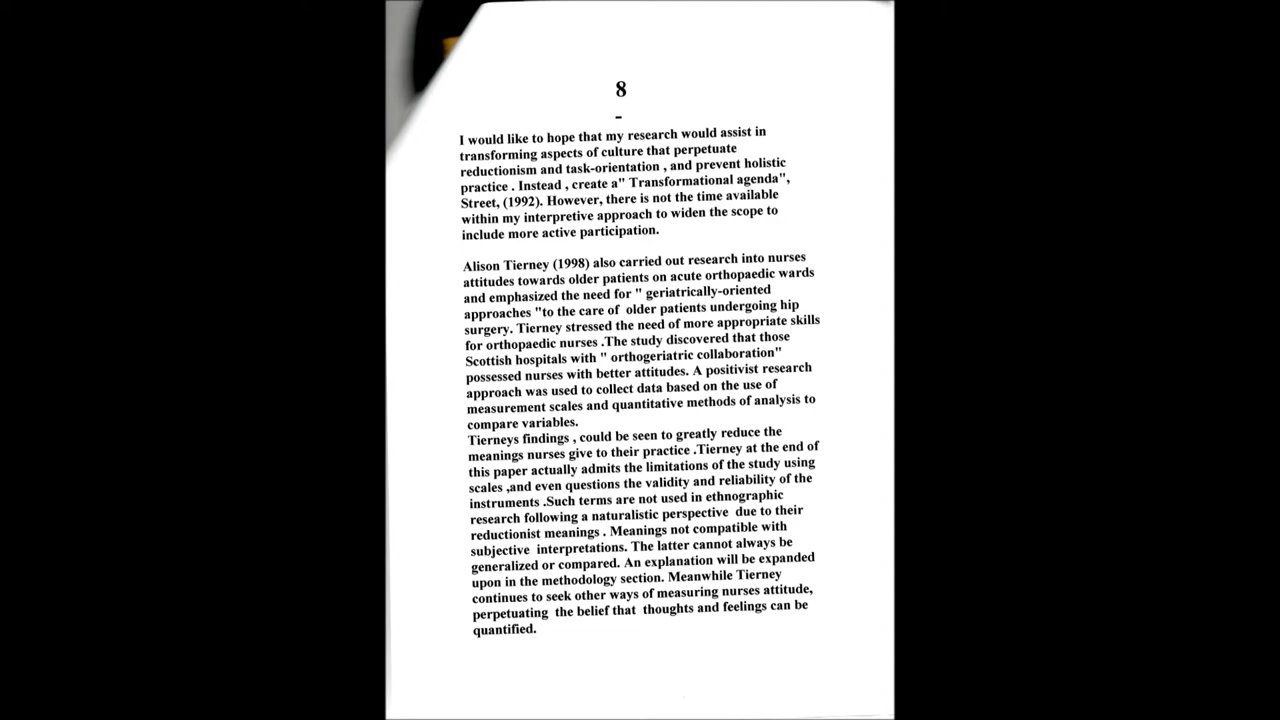 8
-
I would like to hope that my research would assist in
transforming aspects of culture that perpetuate
reductionism and task-orientation , and prevent holistic
practice . Instead , create a" Transformational agenda",
Street, (1992). However, there is not the time available
within my interpretive approach to widen the scope to
include more active participation.
Alison Tierney (1998) also carried out research into nurses
attitudes towards older patients on acute orthopaedic wards
and emphasized the need for " geriatrically-oriented
approaches "to the care of older patients undergoing hip
surgery. Tierney stressed the need of more appropriate skills
for orthopaedic nurses .The study discovered that those
Scottish hospitals with " orthogeriatric collaboration"
possessed nurses with better attitudes. A positivist research
approach was used to collect data based on the use of
measurement scales and quantitative methods of analysis to
compare variables.
Tierneys findings , could be seen to greatly reduce the
meanings nurses give to their practice .Tierney at the end of
this paper actually admits the limitations of the study using
scales ,and even questions the validity and reliability of the
instruments .Such terms are not used in ethnographic
research following a naturalistic perspective due to their
reductionist meanings . Meanings not compatible with
subjective interpretations. The latter cannot always be
generalized or compared. An explanation will be expanded
upon in the methodology section. Meanwhile Tierney
continues to seek other ways of measuring nurses attitude,
perpetuating the belief that thoughts and feelings can be
quantified.